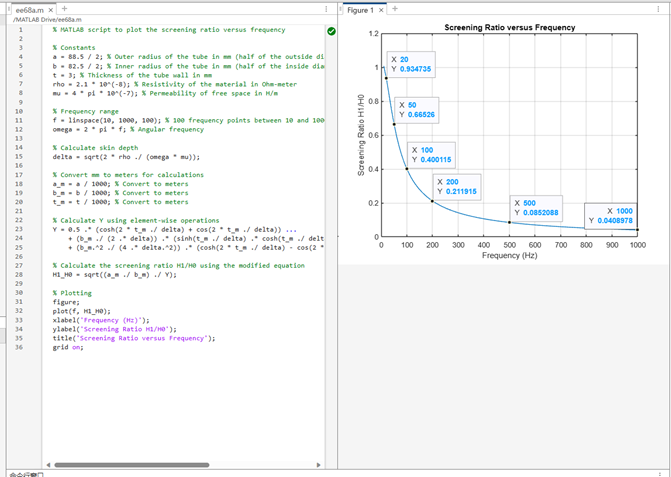 ee68a.m × +
/MATLAB Drive/ee68a.m
1 % MATLAB script to plot the screening ratio versus frequency
2
3 % Constants
4 a = 88.5 / 2; % Outer radius of the tube in mm (half of the outside di
5 b = 82.5 / 2; % Inner radius of the tube in mm (half of the inside dia
6 t = 3; % Thickness of the tube wall in mm
7 rho = 2.1 * 10^(-8); % Resistivity of the material in Ohm-meter
8 mu = 4 * pi * 10^(-7); % Permeability of free space in H/m
9
10 % Frequency range
11 f = linspace(10, 1000, 100); % 100 frequency points between 10 and 100
12 omega = 2 * pi * f; % Angular frequency
13
14 % Calculate skin depth
15 delta = sqrt(2 * rho ./ (omega * mu));
16
17 % Convert mm to meters for calculations
18 a_m = a / 1000; % Convert to meters
19 b_m = b / 1000; % Convert to meters
20 t_m = t / 1000; % Convert to meters
21
22 % Calculate Y using element-wise operations
23 Y = 0.5 .* (cosh(2 * t_m ./ delta) + cos(2 * t_m ./ delta)) ...
24 + (b_m ./ (2 .* delta)) .* (sinh(t_m ./ delta) .* cosh(t_m ./ delt
25 + (b_m.^2 ./ (4 .* delta.^2)) .* (cosh(2 * t_m ./ delta) - cos(2 *
26
27 % Calculate the screening ratio H1/H0 using the modified equation
28 H1_H0 = sqrt((a_m ./ b_m) ./ Y);
29
30 % Plotting
31 figure;
32 plot(f, H1_H0);
33 xlabel('Frequency (Hz)');
34 ylabel('Screening Ratio H1/H0');
35 title('Screening Ratio versus Frequency');
36 grid on;
命令行窗口
Figure 1 × +
Screening Ratio versus Frequency
1.2
1
0.8
0.6
0.4
0.2
0
Screening Ratio H1/H0
X 20
Y 0.934735
X 50
Y 0.66526
X 100
Y 0.400115
X 200
Y 0.211915
X 500
Y 0.0852088
X 1000
Y 0.0408978
0 100 200 300 400 500 600 700 800 900 1000
Frequency (Hz)